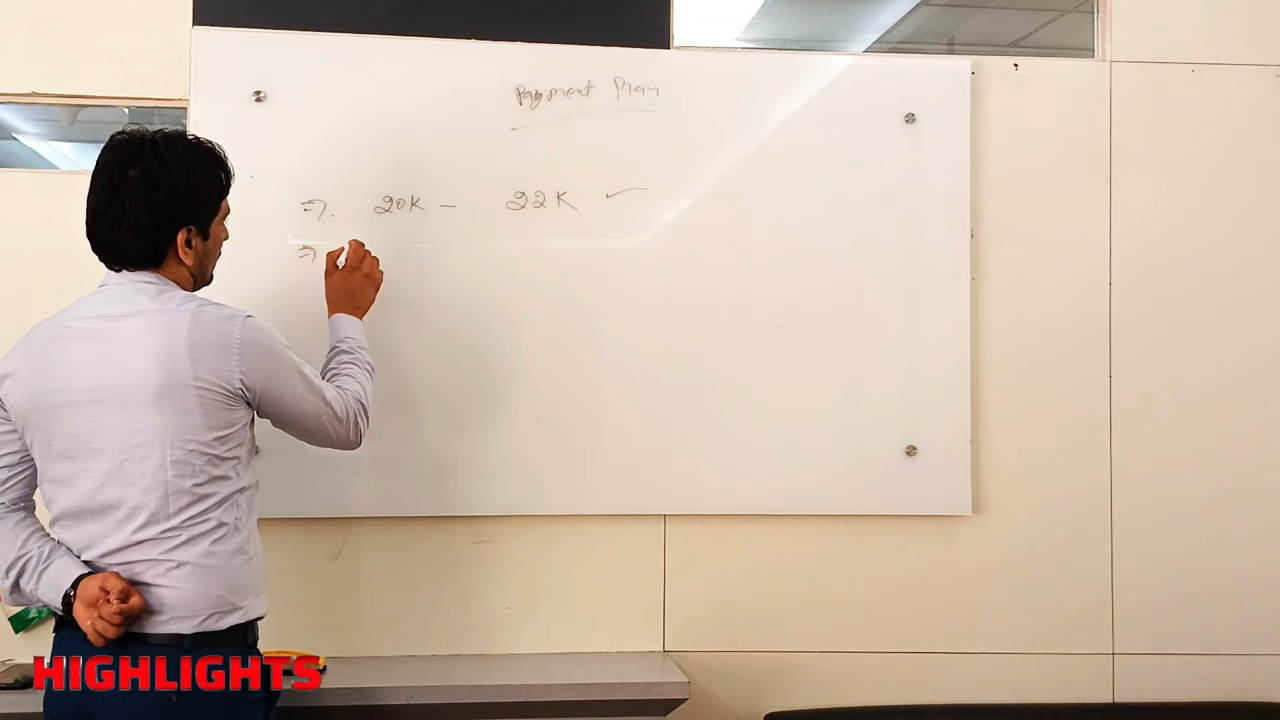 Payment Plan
⇒. 20K - 22K ✓
⇒
HIGHLIGHTS